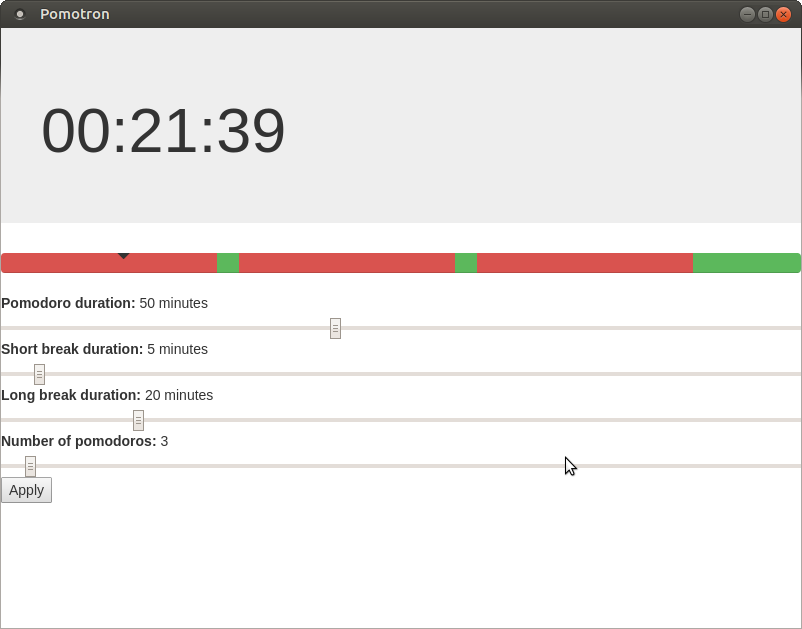 Pomotron
00:21:39
Pomodoro duration: 50 minutes
Short break duration: 5 minutes
Long break duration: 20 minutes
Number of pomodoros: 3
Apply